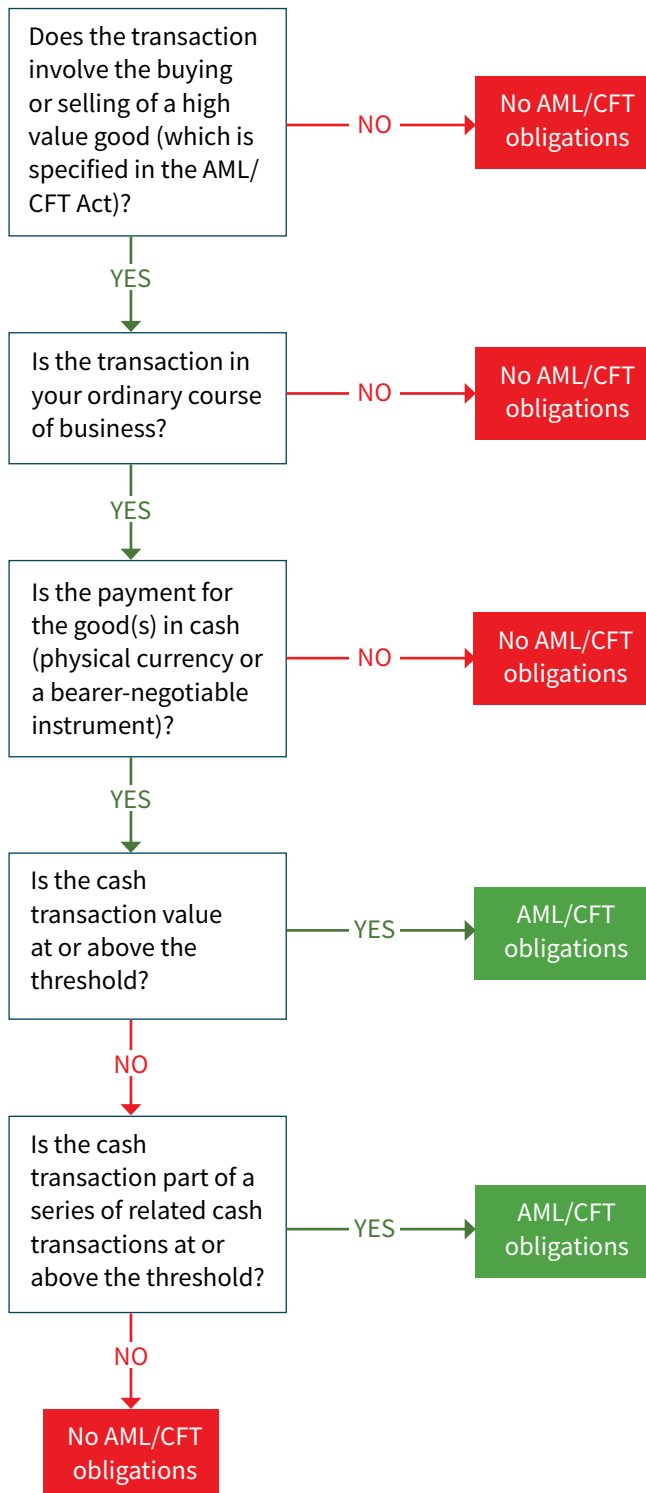 Does the transaction
involve the buying
or selling of a high
value good (which is
specified in the AML/
CFT Act)?
NO
No AML/CFT
obligations
YES
Is the transaction in
your ordinary course
of business?
NO
No AML/CFT
obligations
YES
Is the payment for
the good(s) in cash
(physical currency or
a bearer-negotiable
instrument)?
NO
No AML/CFT
obligations
YES
Is the cash
transaction value
at or above the
threshold?
YES
AML/CFT
obligations
NO
Is the cash
transaction part of a
series of related cash
transactions at or
above the threshold?
YES
AML/CFT
obligations
NO
No AML/CFT
obligations